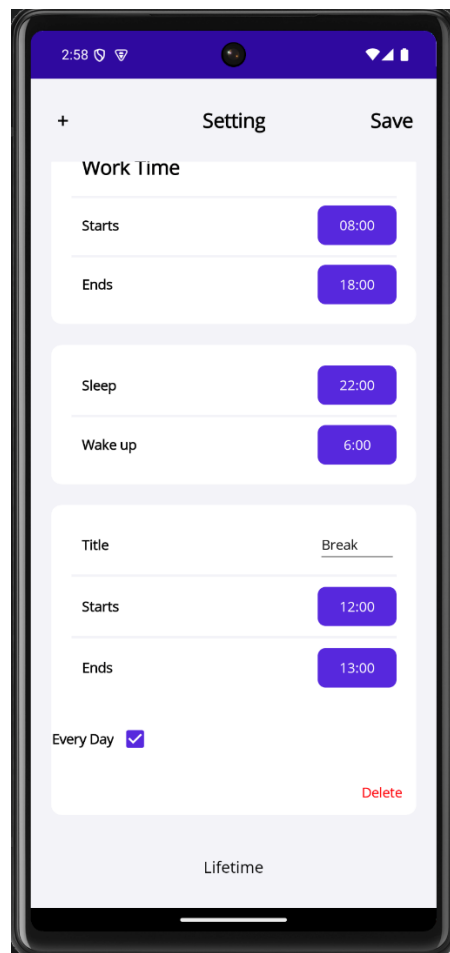 2:58
+ Setting Save
Work Time
Starts 08:00
Ends 18:00
Sleep 22:00
Wake up 6:00
Title Break
Starts 12:00
Ends 13:00
Every Day
Delete
Lifetime